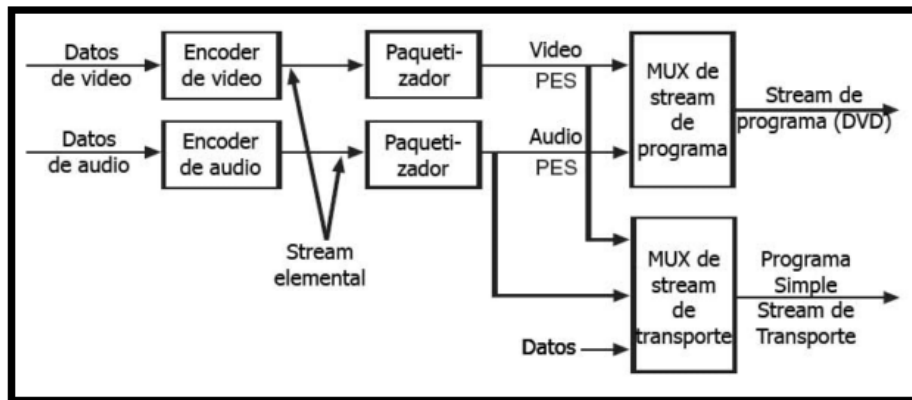 Datos
de video
Encoder
de video
Paqueti-
zador
Video
PES
MUX de
stream
de
programa
Stream de
programa (DVD)
Datos
de audio
Encoder
de audio
Paqueti-
zador
Audio
PES
Stream
elemental
MUX de
stream
de
transporte
Programa
Simple
Stream de
Transporte
Datos